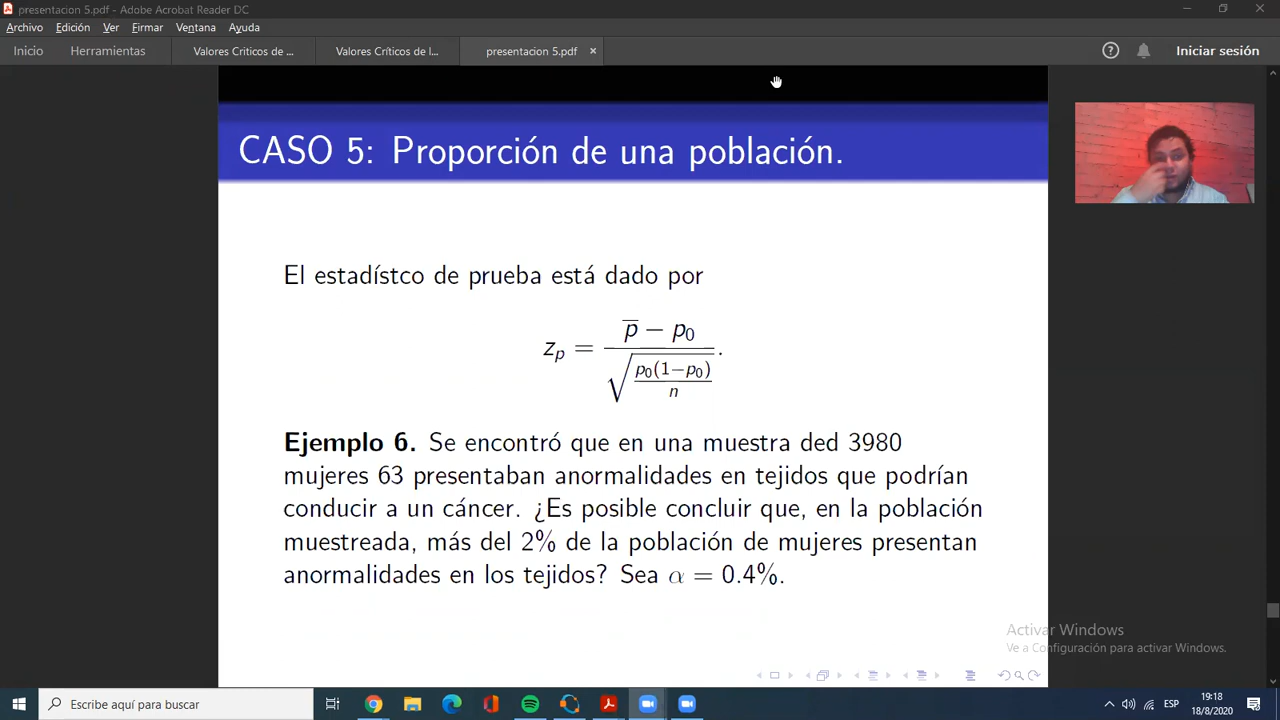 presentacion 5.pdf - Adobe Acrobat Reader DC
Archivo Edición Ver Firmar Ventana Ayuda
Inicio Herramientas Valores Criticos de ... Valores Críticos de l... presentacion 5.pdf × Iniciar sesión
CASO 5: Proporción de una población.
El estadístco de prueba está dado por
z_p = (p̅ − p_0) / √(p_0(1−p_0)/n).
Ejemplo 6. Se encontró que en una muestra ded 3980
mujeres 63 presentaban anormalidades en tejidos que podrían
conducir a un cáncer. ¿Es posible concluir que, en la población
muestreada, más del 2% de la población de mujeres presentan
anormalidades en los tejidos? Sea α = 0.4%.
Activar Windows
Ve a Configuración para activar Windows.
Escribe aquí para buscar
ESP
19:18
18/8/2020